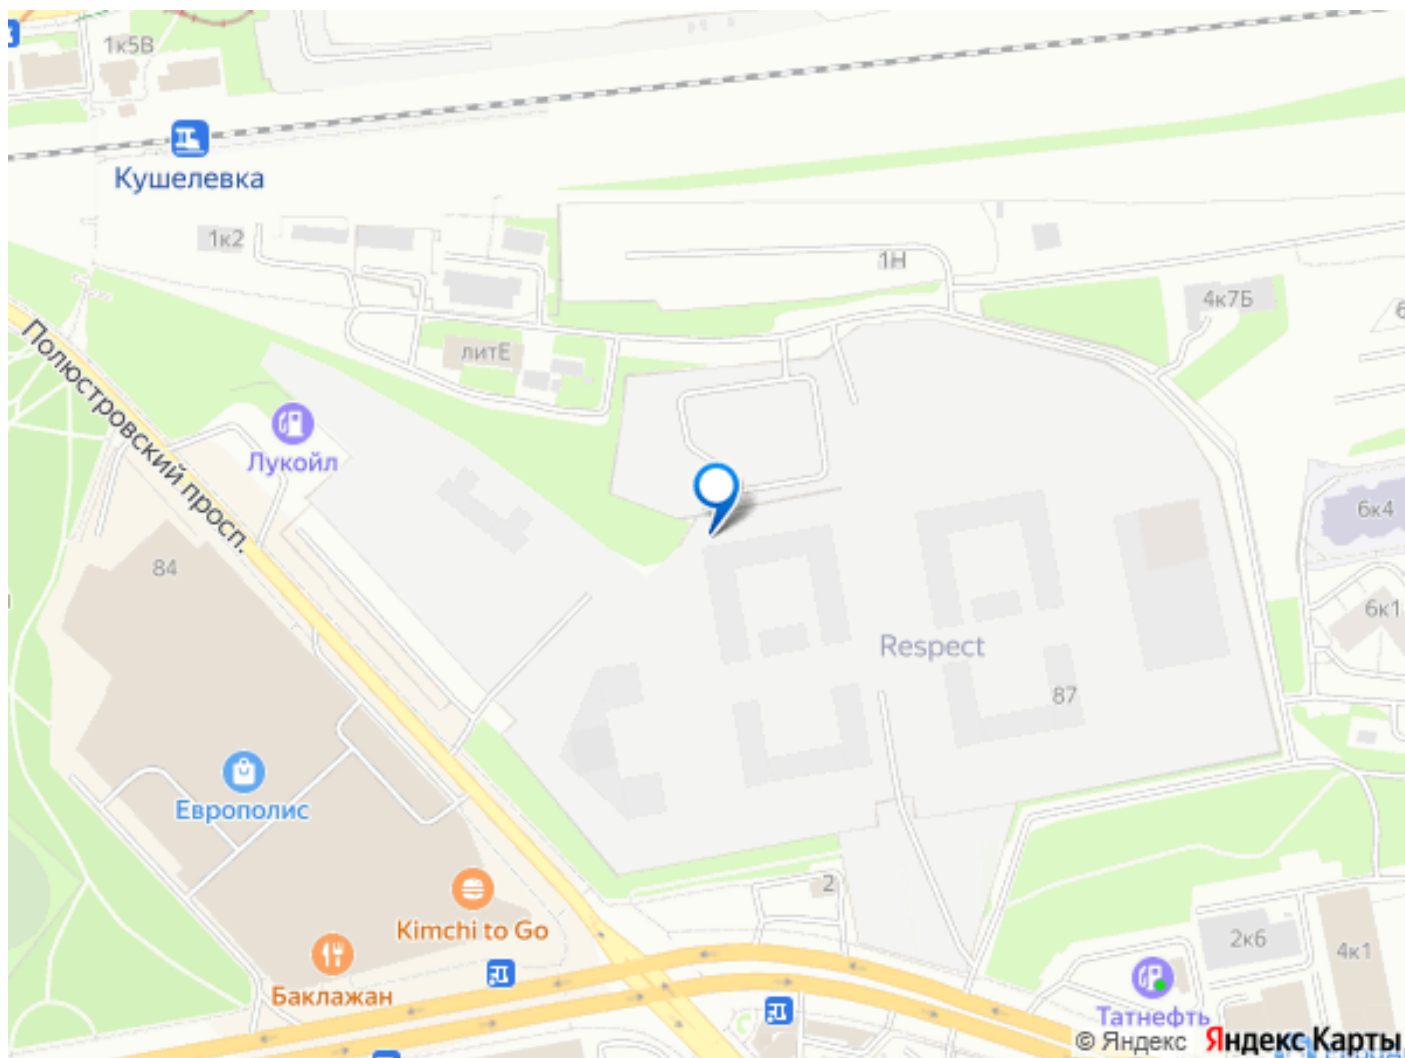 1к5В
Кушелевка
1к2
1Н
4к7Б
литЕ
Полюстровский просп.
Лукойл
6к4
84
6к1
Respect
87
Европолис
2
Kimchi to Go
2к6
4к1
Баклажан
Татнефть
© Яндекс Яндекс Карты